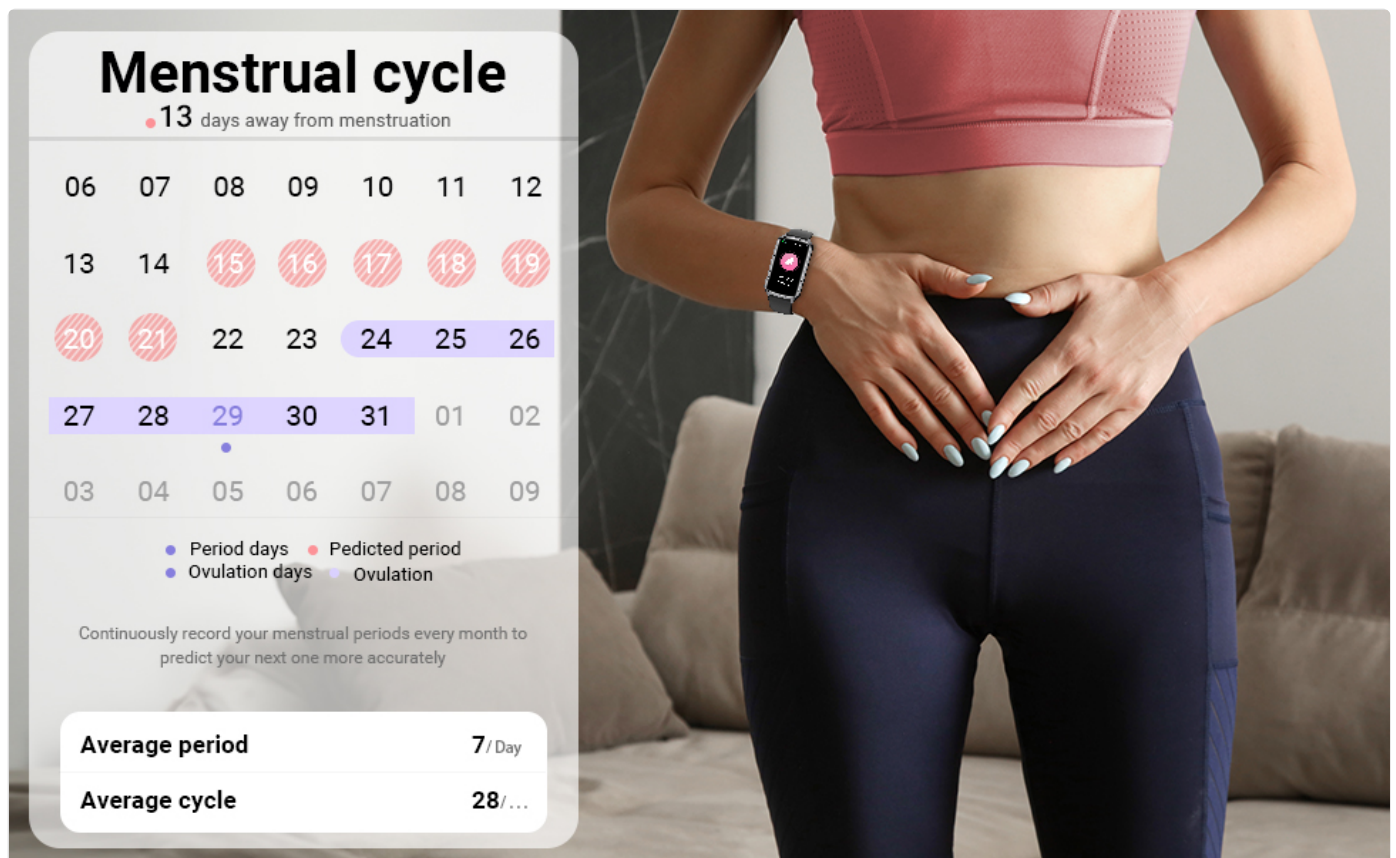 Menstrual cycle
13 days away from menstruation
06 07 08 09 10 11 12
13 14 15 16 17 18 19
20 21 22 23 24 25 26
27 28 29 30 31 01 02
03 04 05 06 07 08 09
Period days Pedicted period
Ovulation days Ovulation
Continuously record your menstrual periods every month to
predict your next one more accurately
Average period 7/Day
Average cycle 28/...